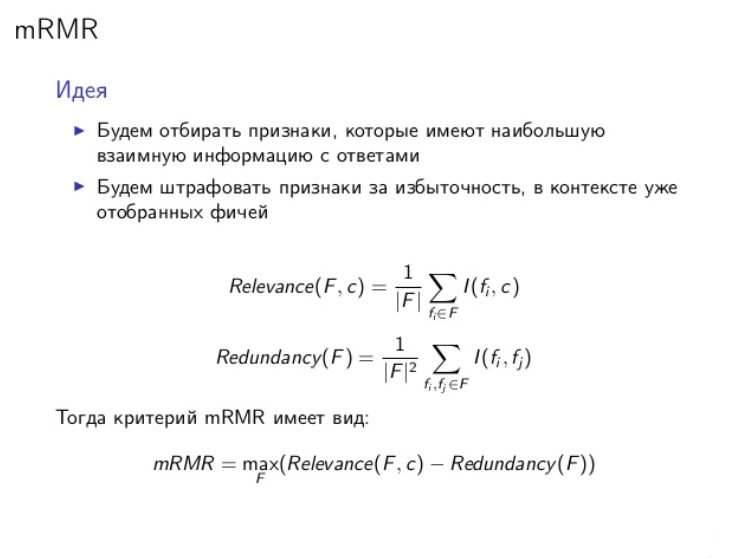 mRMR
Идея
▶ Будем отбирать признаки, которые имеют наибольшую
взаимную информацию с ответами
▶ Будем штрафовать признаки за избыточность, в контексте уже
отобранных фичей
Relevance(F, c) = \frac{1}{|F|} \sum_{f_i \in F} I(f_i, c)
Redundancy(F) = \frac{1}{|F|^2} \sum_{f_i, f_j \in F} I(f_i, f_j)
Тогда критерий mRMR имеет вид:
mRMR = \max_F (Relevance(F, c) − Redundancy(F))